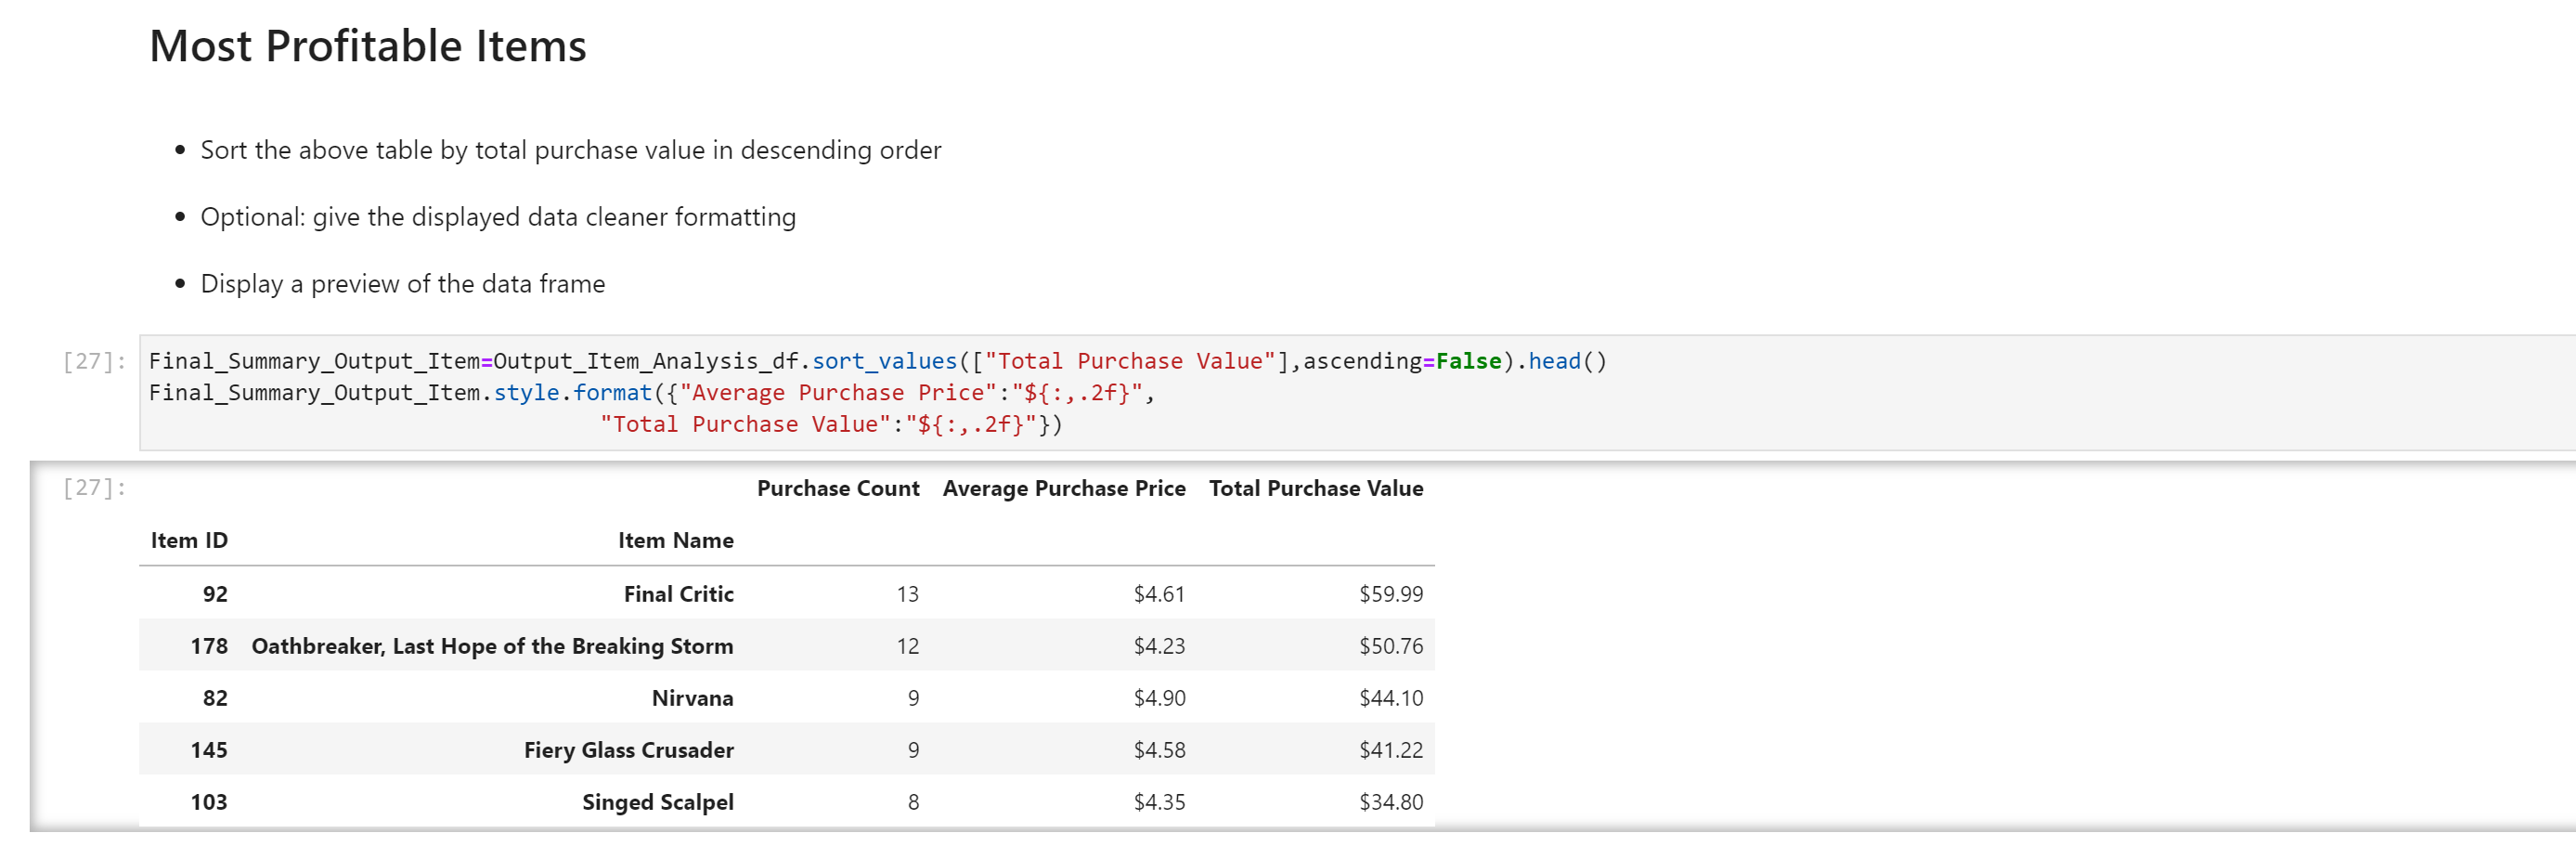 Most Profitable Items
• Sort the above table by total purchase value in descending order
• Optional: give the displayed data cleaner formatting
• Display a preview of the data frame
[27]: Final_Summary_Output_Item=Output_Item_Analysis_df.sort_values(["Total Purchase Value"],ascending=False).head()
Final_Summary_Output_Item.style.format({"Average Purchase Price":"${:,.2f}",
"Total Purchase Value":"${:,.2f}"})
[27]: Purchase Count Average Purchase Price Total Purchase Value
Item ID Item Name
92 Final Critic 13 $4.61 $59.99
178 Oathbreaker, Last Hope of the Breaking Storm 12 $4.23 $50.76
82 Nirvana 9 $4.90 $44.10
145 Fiery Glass Crusader 9 $4.58 $41.22
103 Singed Scalpel 8 $4.35 $34.80